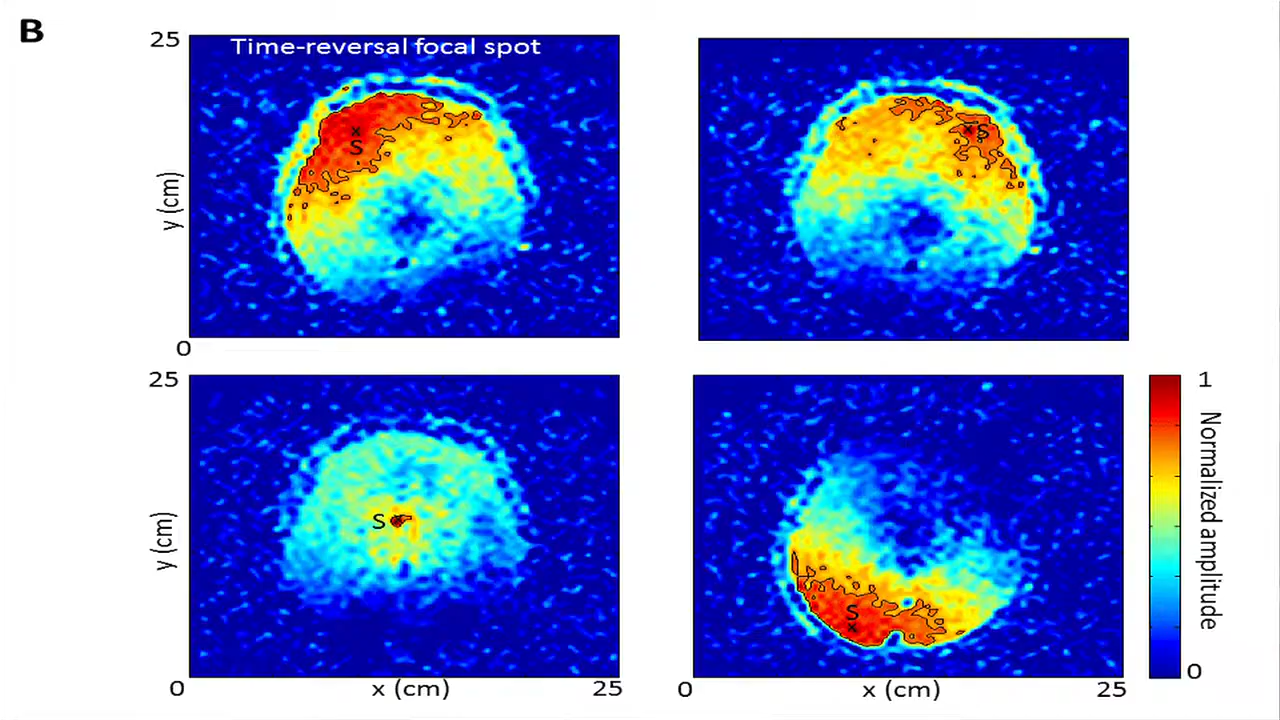 B
25
Time-reversal focal spot
y (cm)
S
0
S
25
y (cm)
S
0
x (cm)
25
S
0
x (cm)
25
1
Normalized amplitude
0